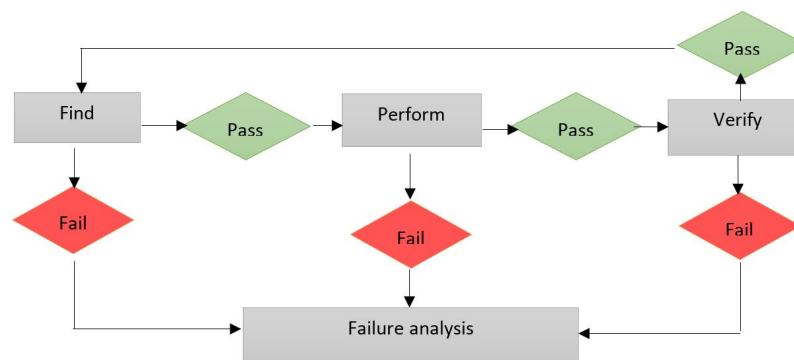 Pass
Find
Pass
Perform
Pass
Verify
Fail
Fail
Fail
Failure analysis